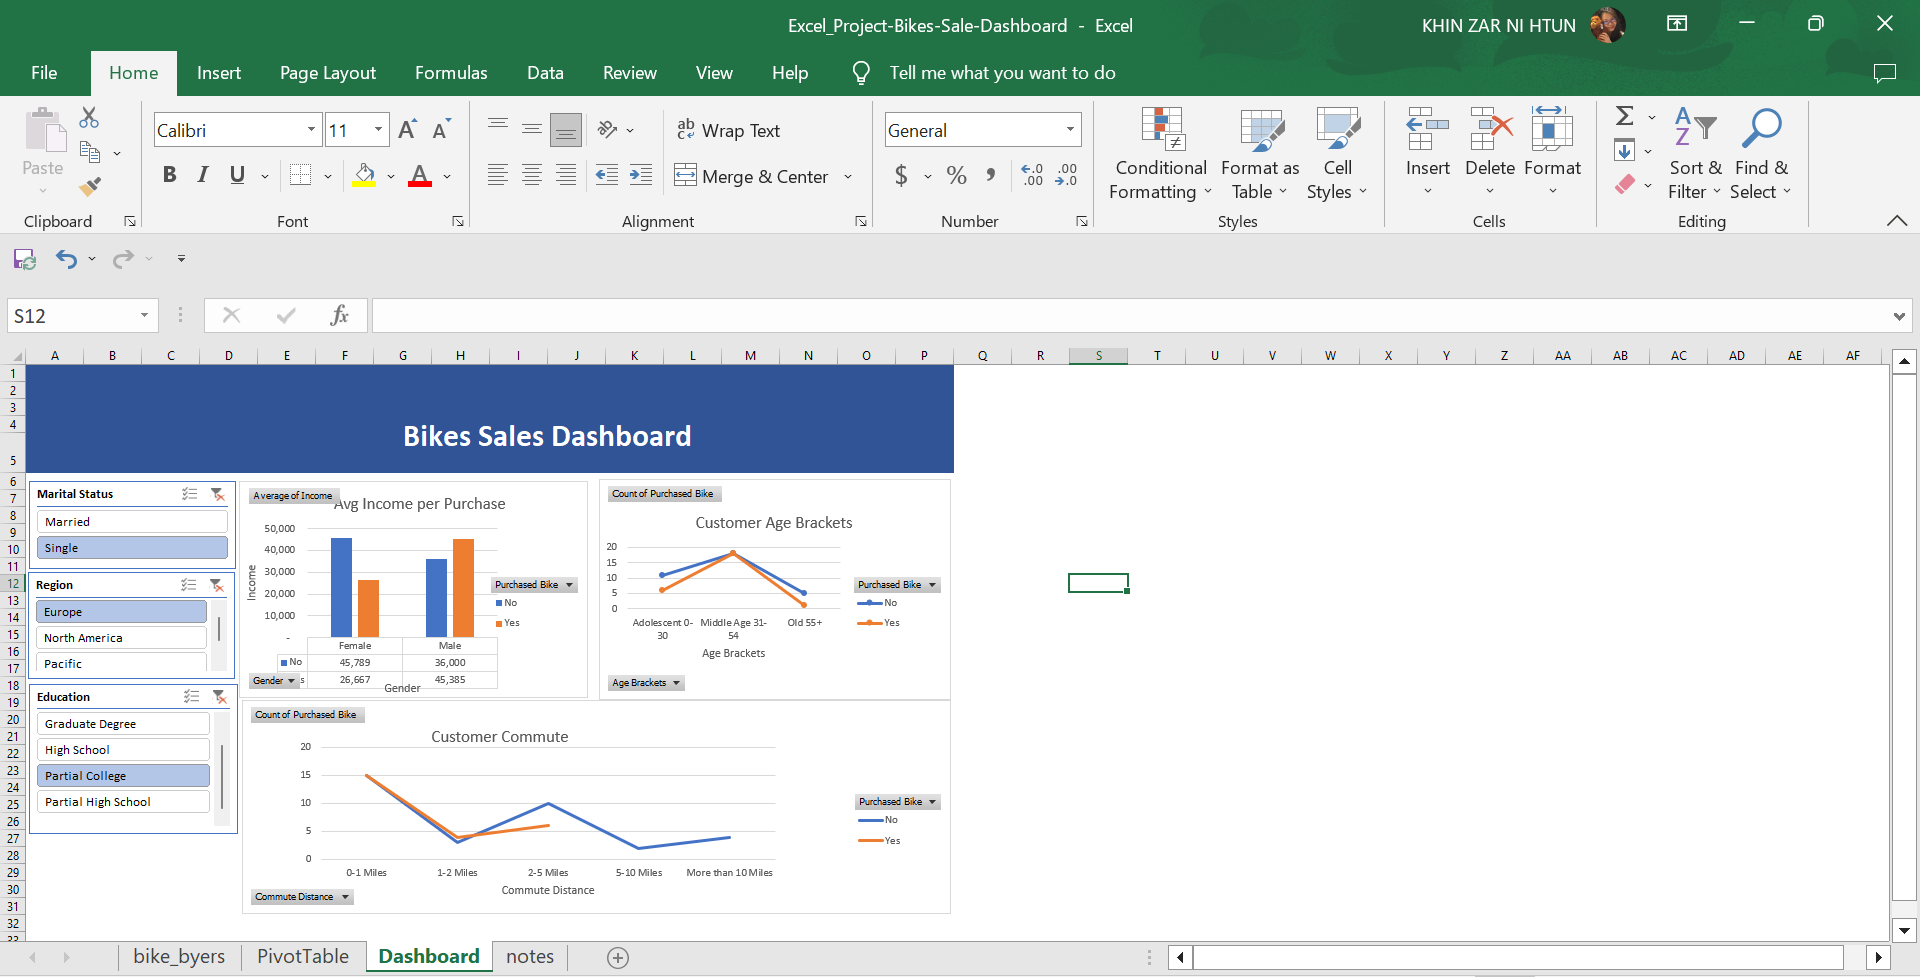 Excel_Project-Bikes-Sale-Dashboard - Excel
KHIN ZAR NI HTUN
File Home Insert Page Layout Formulas Data Review View Help Tell me what you want to do
Paste
Clipboard
Calibri 11
B I U A
Font
ab Wrap Text
Merge & Center
Alignment
General
$ % , .0 .00 .00 .0
Number
Conditional Formatting
Format as Table
Cell Styles
Styles
Insert Delete Format
Cells
Sort & Filter
Find & Select
Editing
S12
fx
A B C D E F G H I J K L M N O P Q R S T U V W X Y Z AA AB AC AD AE AF
1
2
3
4
5
6
7
8
9
10
11
12
13
14
15
16
17
18
19
20
21
22
23
24
25
26
27
28
29
30
31
32
33
Bikes Sales Dashboard
Marital Status
Married
Single
Region
Europe
North America
Pacific
Education
Graduate Degree
High School
Partial College
Partial High School
Average of Income
Avg Income per Purchase
50,000
40,000
30,000
20,000
10,000
-
Income
Female Male
No 45,789 36,000
s 26,667 45,385
Gender
Gender
Purchased Bike
No
Yes
Count of Purchased Bike
Customer Age Brackets
20
15
10
5
0
Adolescent 0-30
Middle Age 31-54
Old 55+
Age Brackets
Age Brackets
Purchased Bike
No
Yes
Count of Purchased Bike
Customer Commute
20
15
10
5
0
0-1 Miles 1-2 Miles 2-5 Miles 5-10 Miles More than 10 Miles
Commute Distance
Commute Distance
Purchased Bike
No
Yes
bike_byers PivotTable Dashboard notes